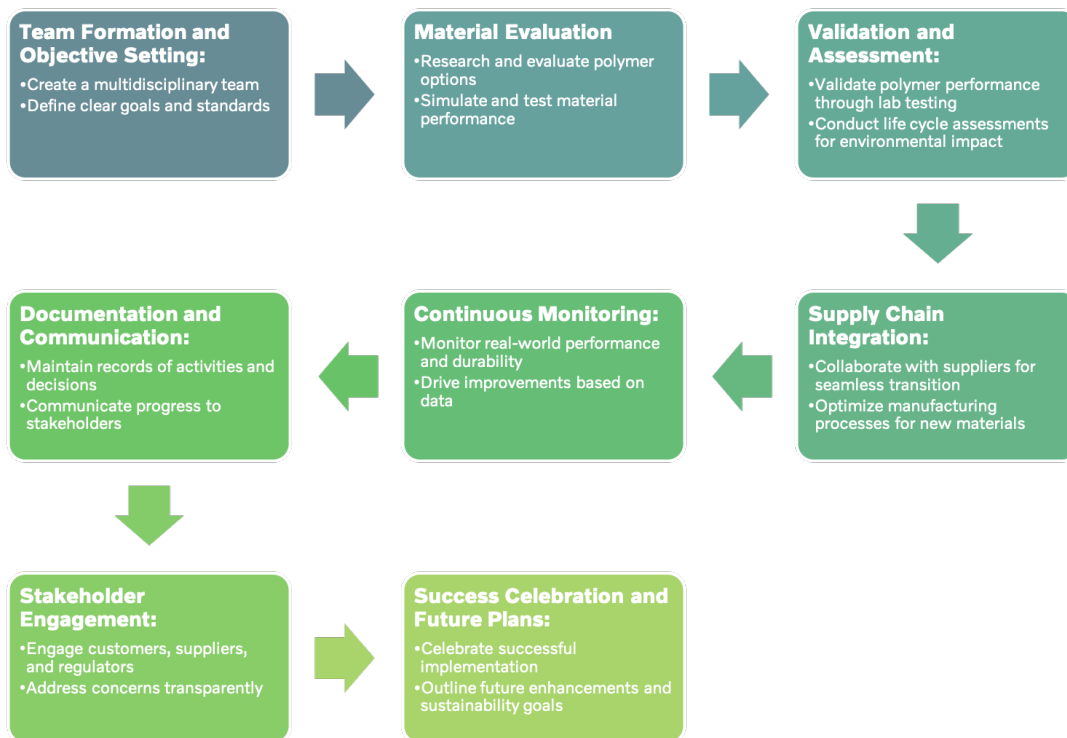 Team Formation and
Objective Setting:
•Create a multidisciplinary team
•Define clear goals and standards
Material Evaluation
•Research and evaluate polymer
options
•Simulate and test material
performance
Validation and
Assessment:
•Validate polymer performance
through lab testing
•Conduct life cycle assessments
for environmental impact
Supply Chain
Integration:
•Collaborate with suppliers for
seamless transition
•Optimize manufacturing
processes for new materials
Continuous Monitoring:
•Monitor real-world performance
and durability
•Drive improvements based on
data
Documentation and
Communication:
•Maintain records of activities and
decisions
•Communicate progress to
stakeholders
Stakeholder
Engagement:
•Engage customers, suppliers,
and regulators
•Address concerns transparently
Success Celebration and
Future Plans:
•Celebrate successful
implementation
•Outline future enhancements and
sustainability goals